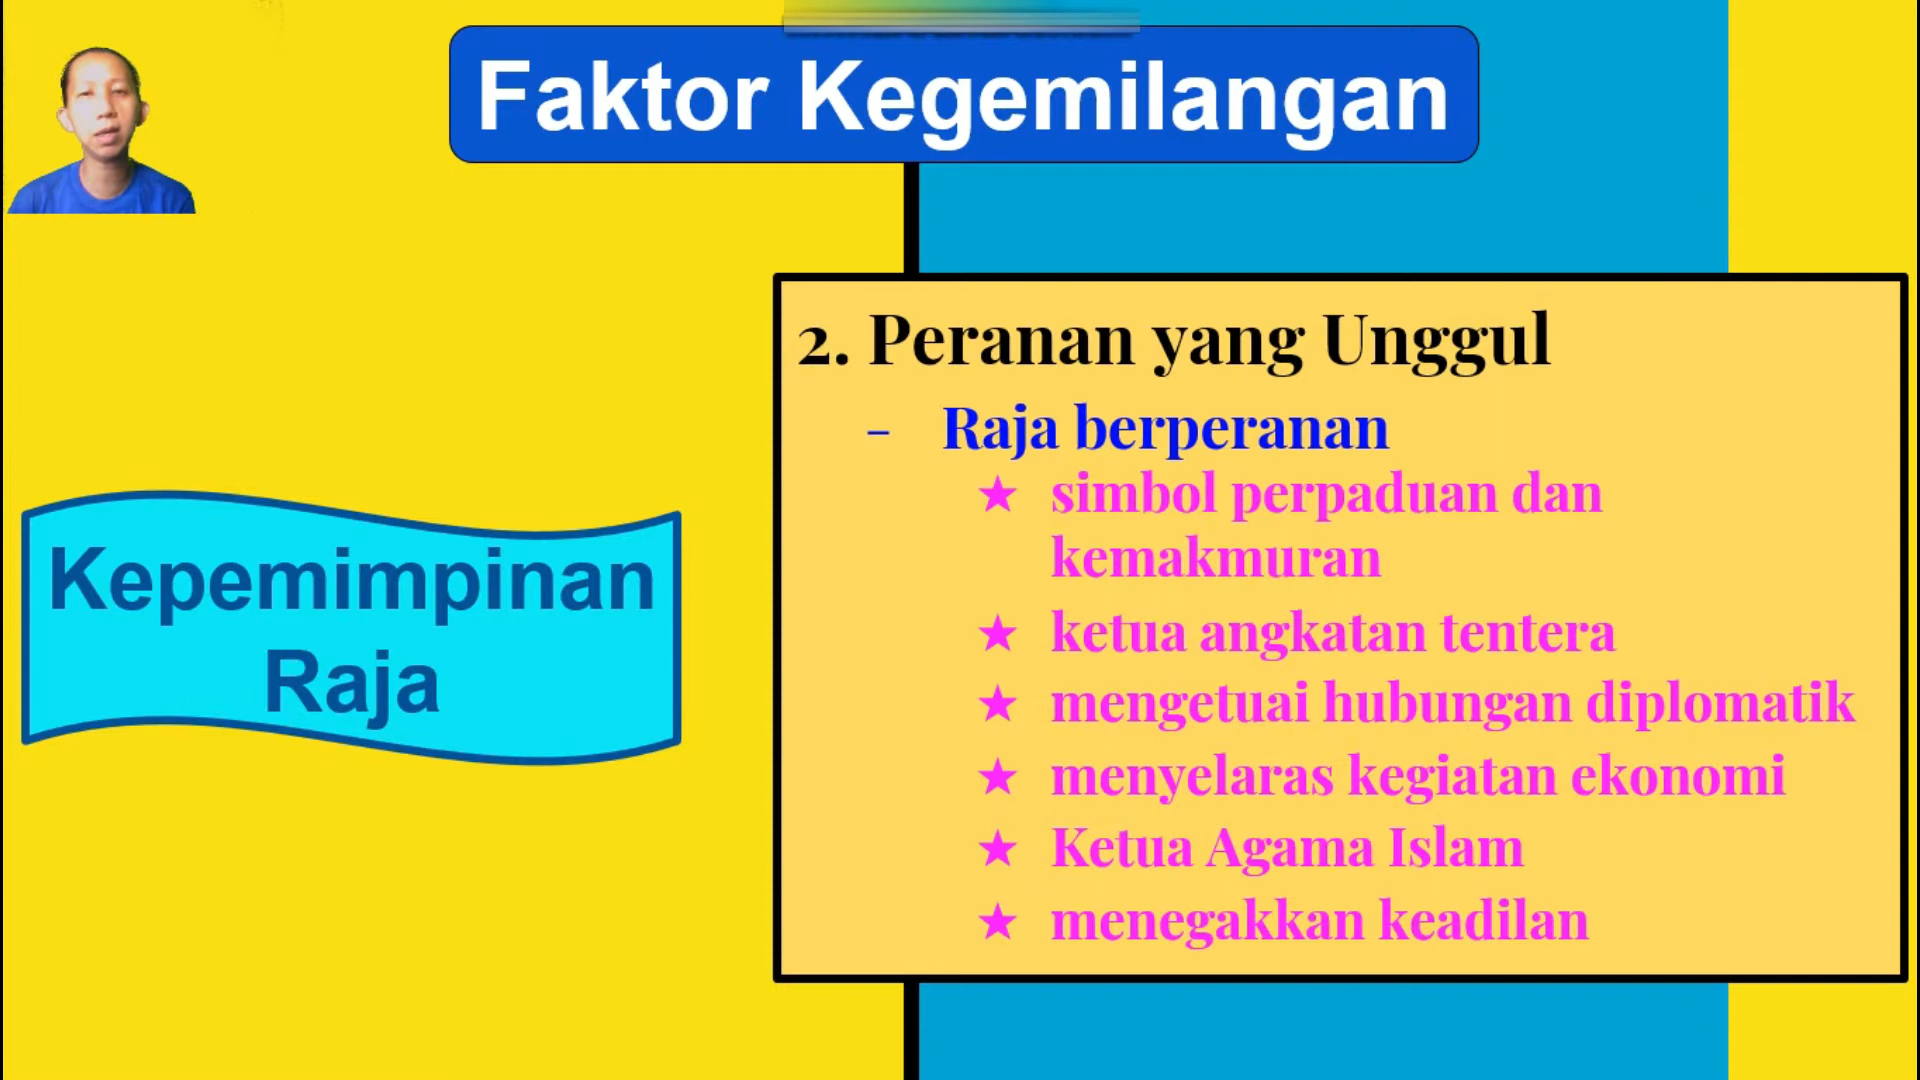 Faktor Kegemilangan
Kepemimpinan
Raja
2. Peranan yang Unggul
- Raja berperanan
★ simbol perpaduan dan
kemakmuran
★ ketua angkatan tentera
★ mengetuai hubungan diplomatik
★ menyelaras kegiatan ekonomi
★ Ketua Agama Islam
★ menegakkan keadilan